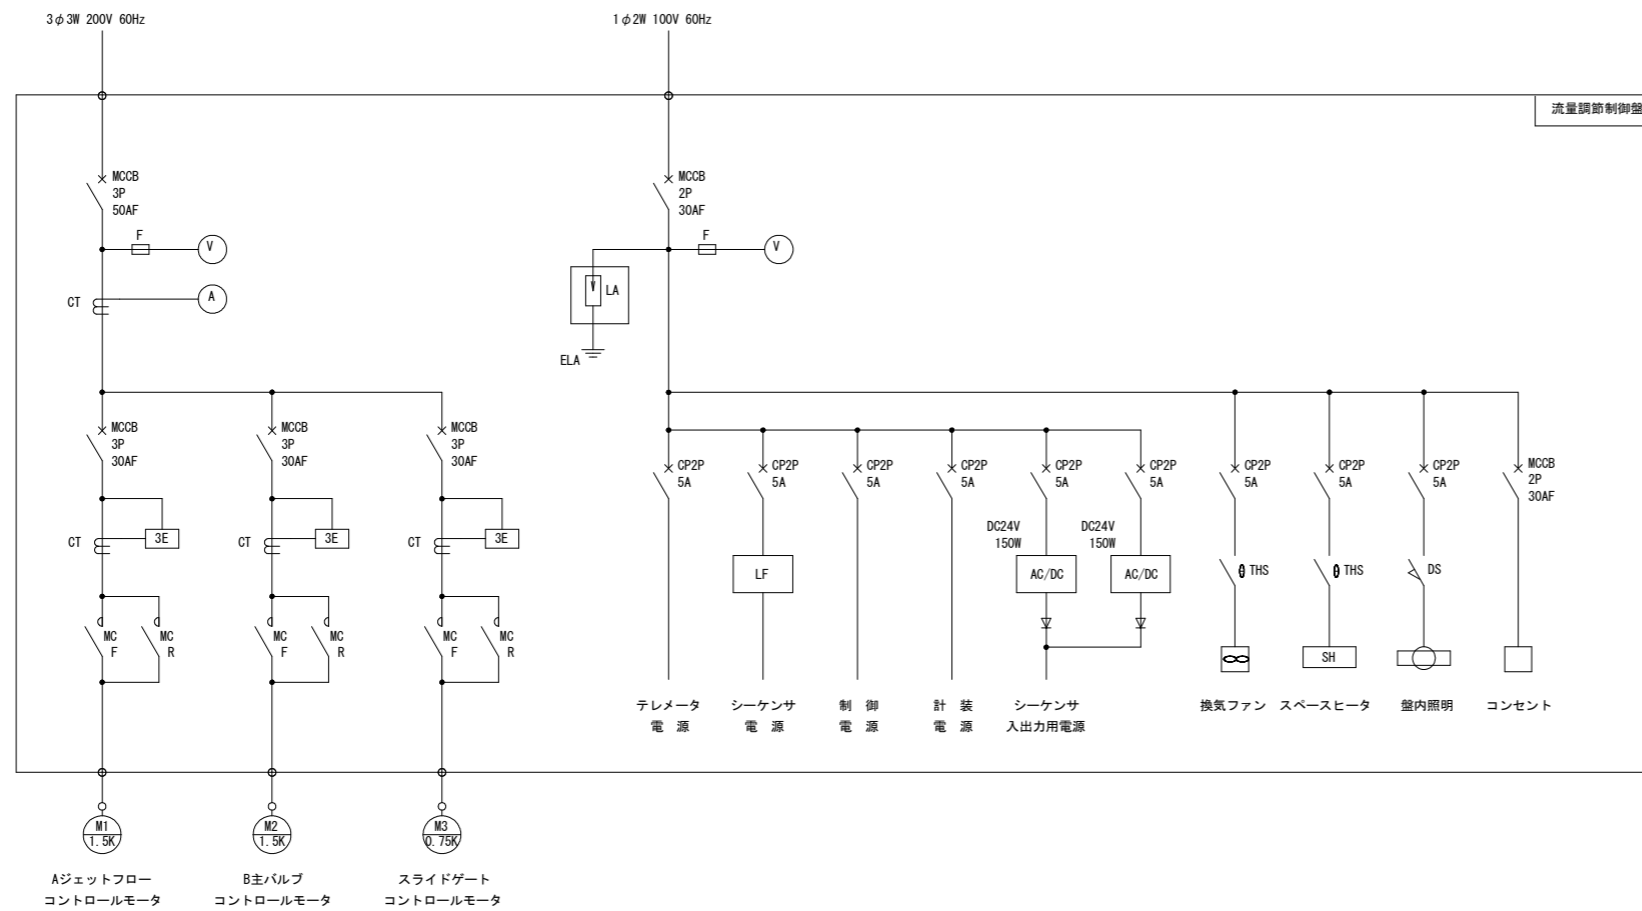 3φ3W 200V 60Hz
1φ2W 100V 60Hz
流量調節制御盤
MCCB
3P
50AF
F
V
CT
A
MCCB
2P
30AF
F
V
LA
ELA
MCCB
3P
30AF
MCCB
3P
30AF
MCCB
3P
30AF
CT
3E
CT
3E
CT
3E
MC
F
MC
R
MC
F
MC
R
MC
F
MC
R
CP2P
5A
CP2P
5A
CP2P
5A
CP2P
5A
CP2P
5A
CP2P
5A
CP2P
5A
CP2P
5A
CP2P
5A
MCCB
2P
30AF
DC24V
150W
DC24V
150W
LF
AC/DC
AC/DC
THS
THS
DS
SH
テレメータ
電 源
シーケンサ
電 源
制 御
電 源
計 装
電 源
シーケンサ
入出力用電源
換気ファン
スペースヒータ
盤内照明
コンセント
M1
1.5K
M2
1.5K
M3
0.75K
Aジェットフロー
コントロールモータ
B主バルブ
コントロールモータ
スライドゲート
コントロールモータ